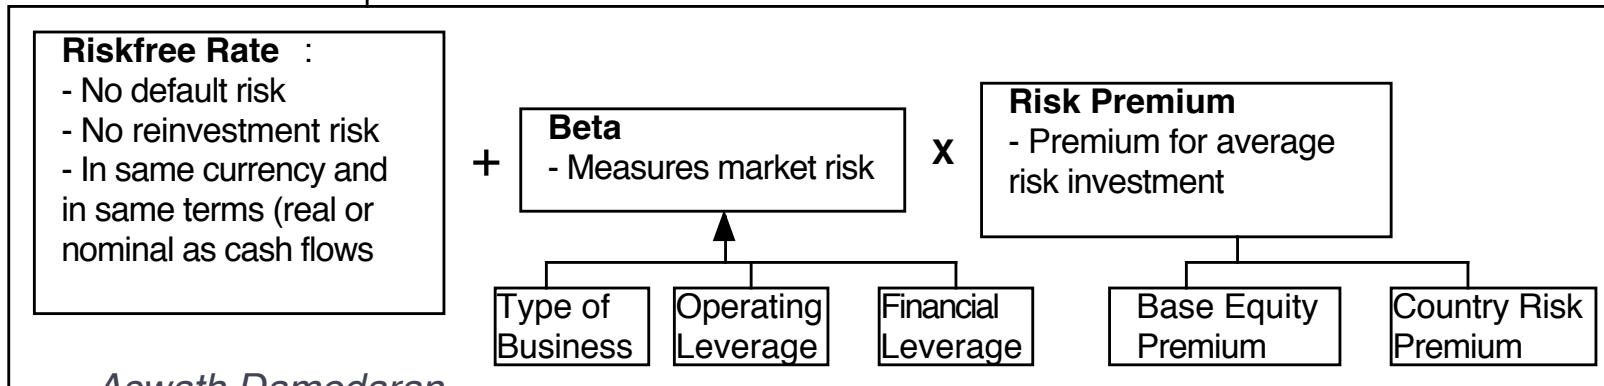 Riskfree Rate :
- No default risk
- No reinvestment risk
- In same currency and
in same terms (real or
nominal as cash flows
+
Beta
- Measures market risk
X
Risk Premium
- Premium for average
risk investment
Type of
Business
Operating
Leverage
Financial
Leverage
Base Equity
Premium
Country Risk
Premium
Aswath Damodaran